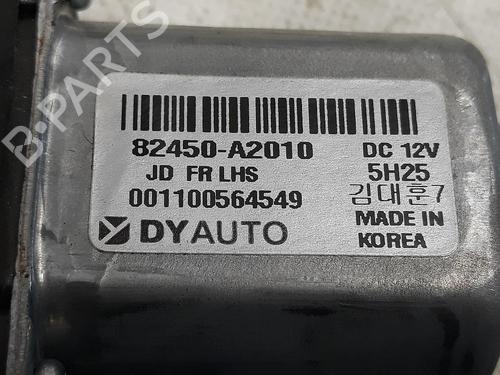 B-PARTS
82450-A2010 DC 12V
JD FR LHS 5H25
001100564549 김대훈7
DYAUTO MADE IN
KOREA